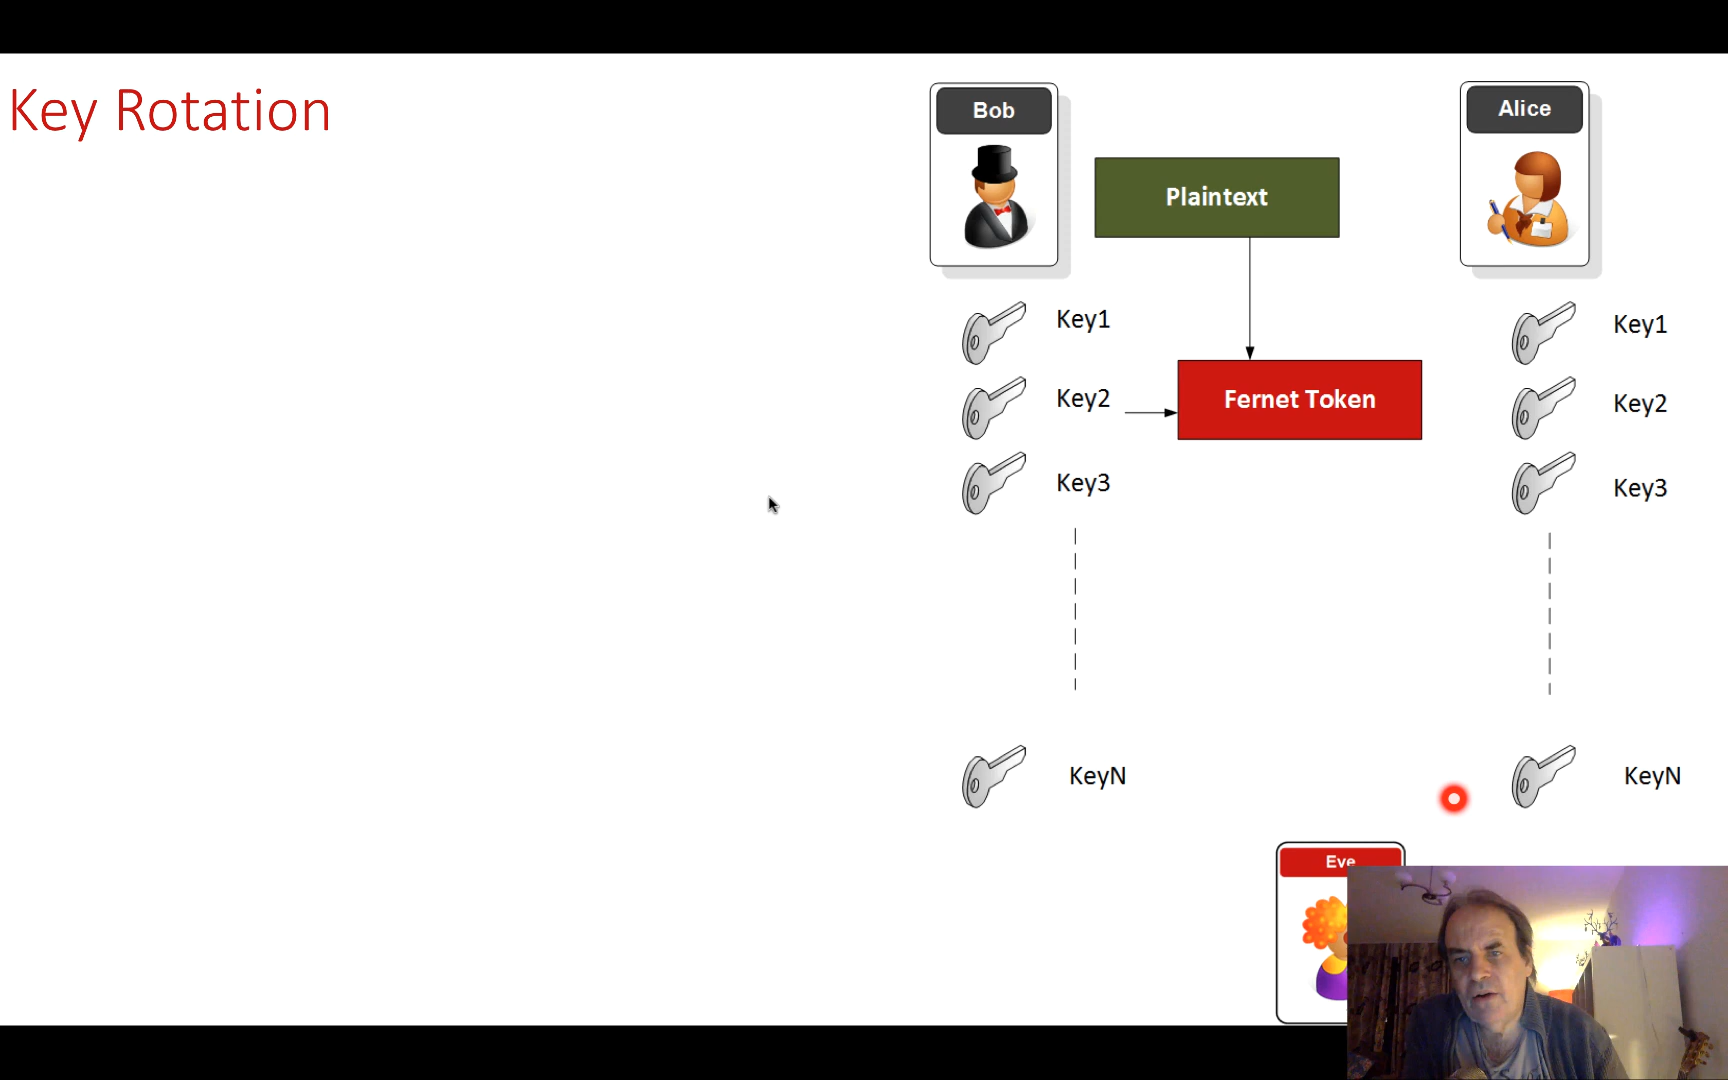 Key Rotation
Bob
Alice
Plaintext
Key1
Key1
Key2
Fernet Token
Key2
Key3
Key3
KeyN
KeyN
Eve